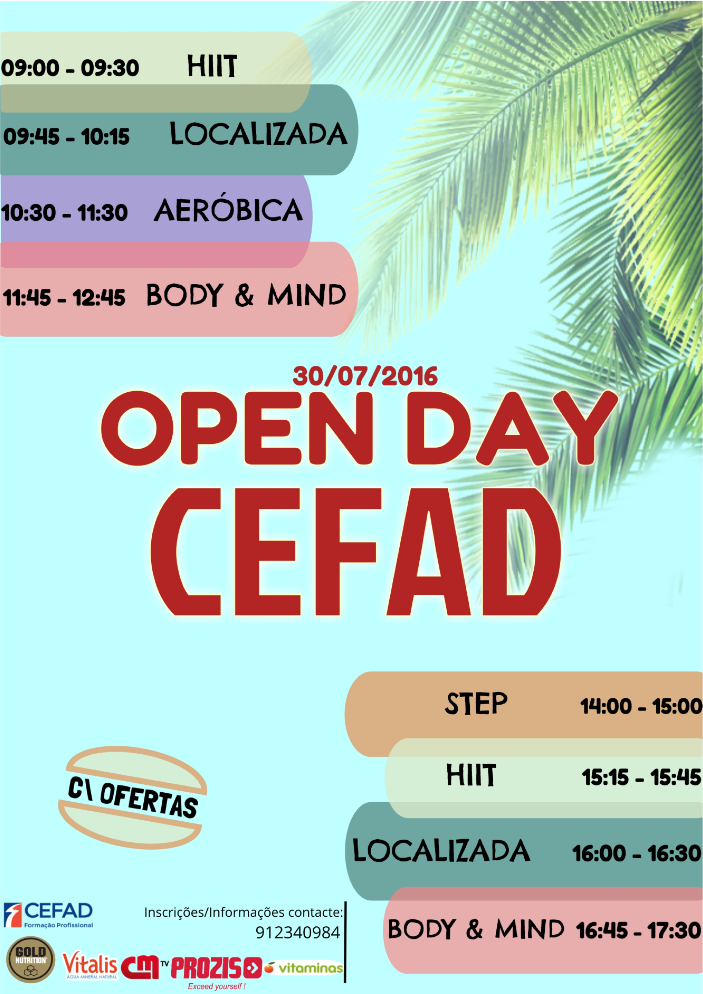 09:00 - 09:30 HIIT
09:45 - 10:15 LOCALIZADA
10:30 - 11:30 AERÓBICA
11:45 - 12:45 BODY & MIND
30/07/2016
OPEN DAY
CEFAD
STEP 14:00 - 15:00
HIIT 15:15 - 15:45
LOCALIZADA 16:00 - 16:30
BODY & MIND 16:45 - 17:30
C\ OFERTAS
Inscrições/Informações contacte:
912340984
CEFAD
Formação Profissional
GOLD
NUTRITION
Vitalis
ÁGUA MINERAL NATURAL
CM TV
PROZIS
Exceed yourself !
vitaminas